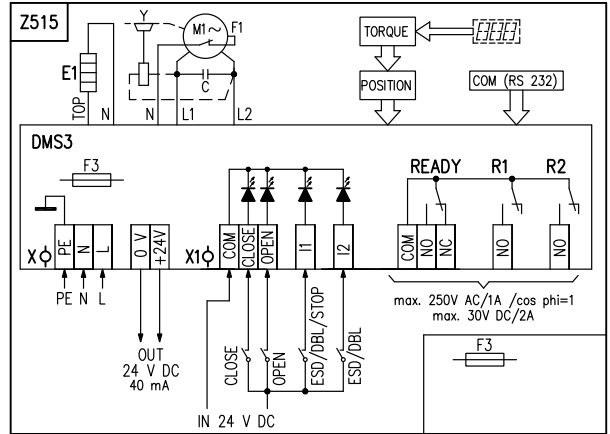 Z515
Y
M1~
F1
E1
C
TOP
N
N
L1
L2
TORQUE
POSITION
COM (RS 232)
DMS3
F3
READY
R1
R2
X
PE
N
L
0 V
+24V
X1
COM
CLOSE
OPEN
I1
I2
COM
NO
NC
NO
NO
PE
N
L
OUT
24 V DC
40 mA
CLOSE
OPEN
ESD/DBL/STOP
ESD/DBL
IN 24 V DC
max. 250V AC/1A /cos phi=1
max. 30V DC/2A
F3